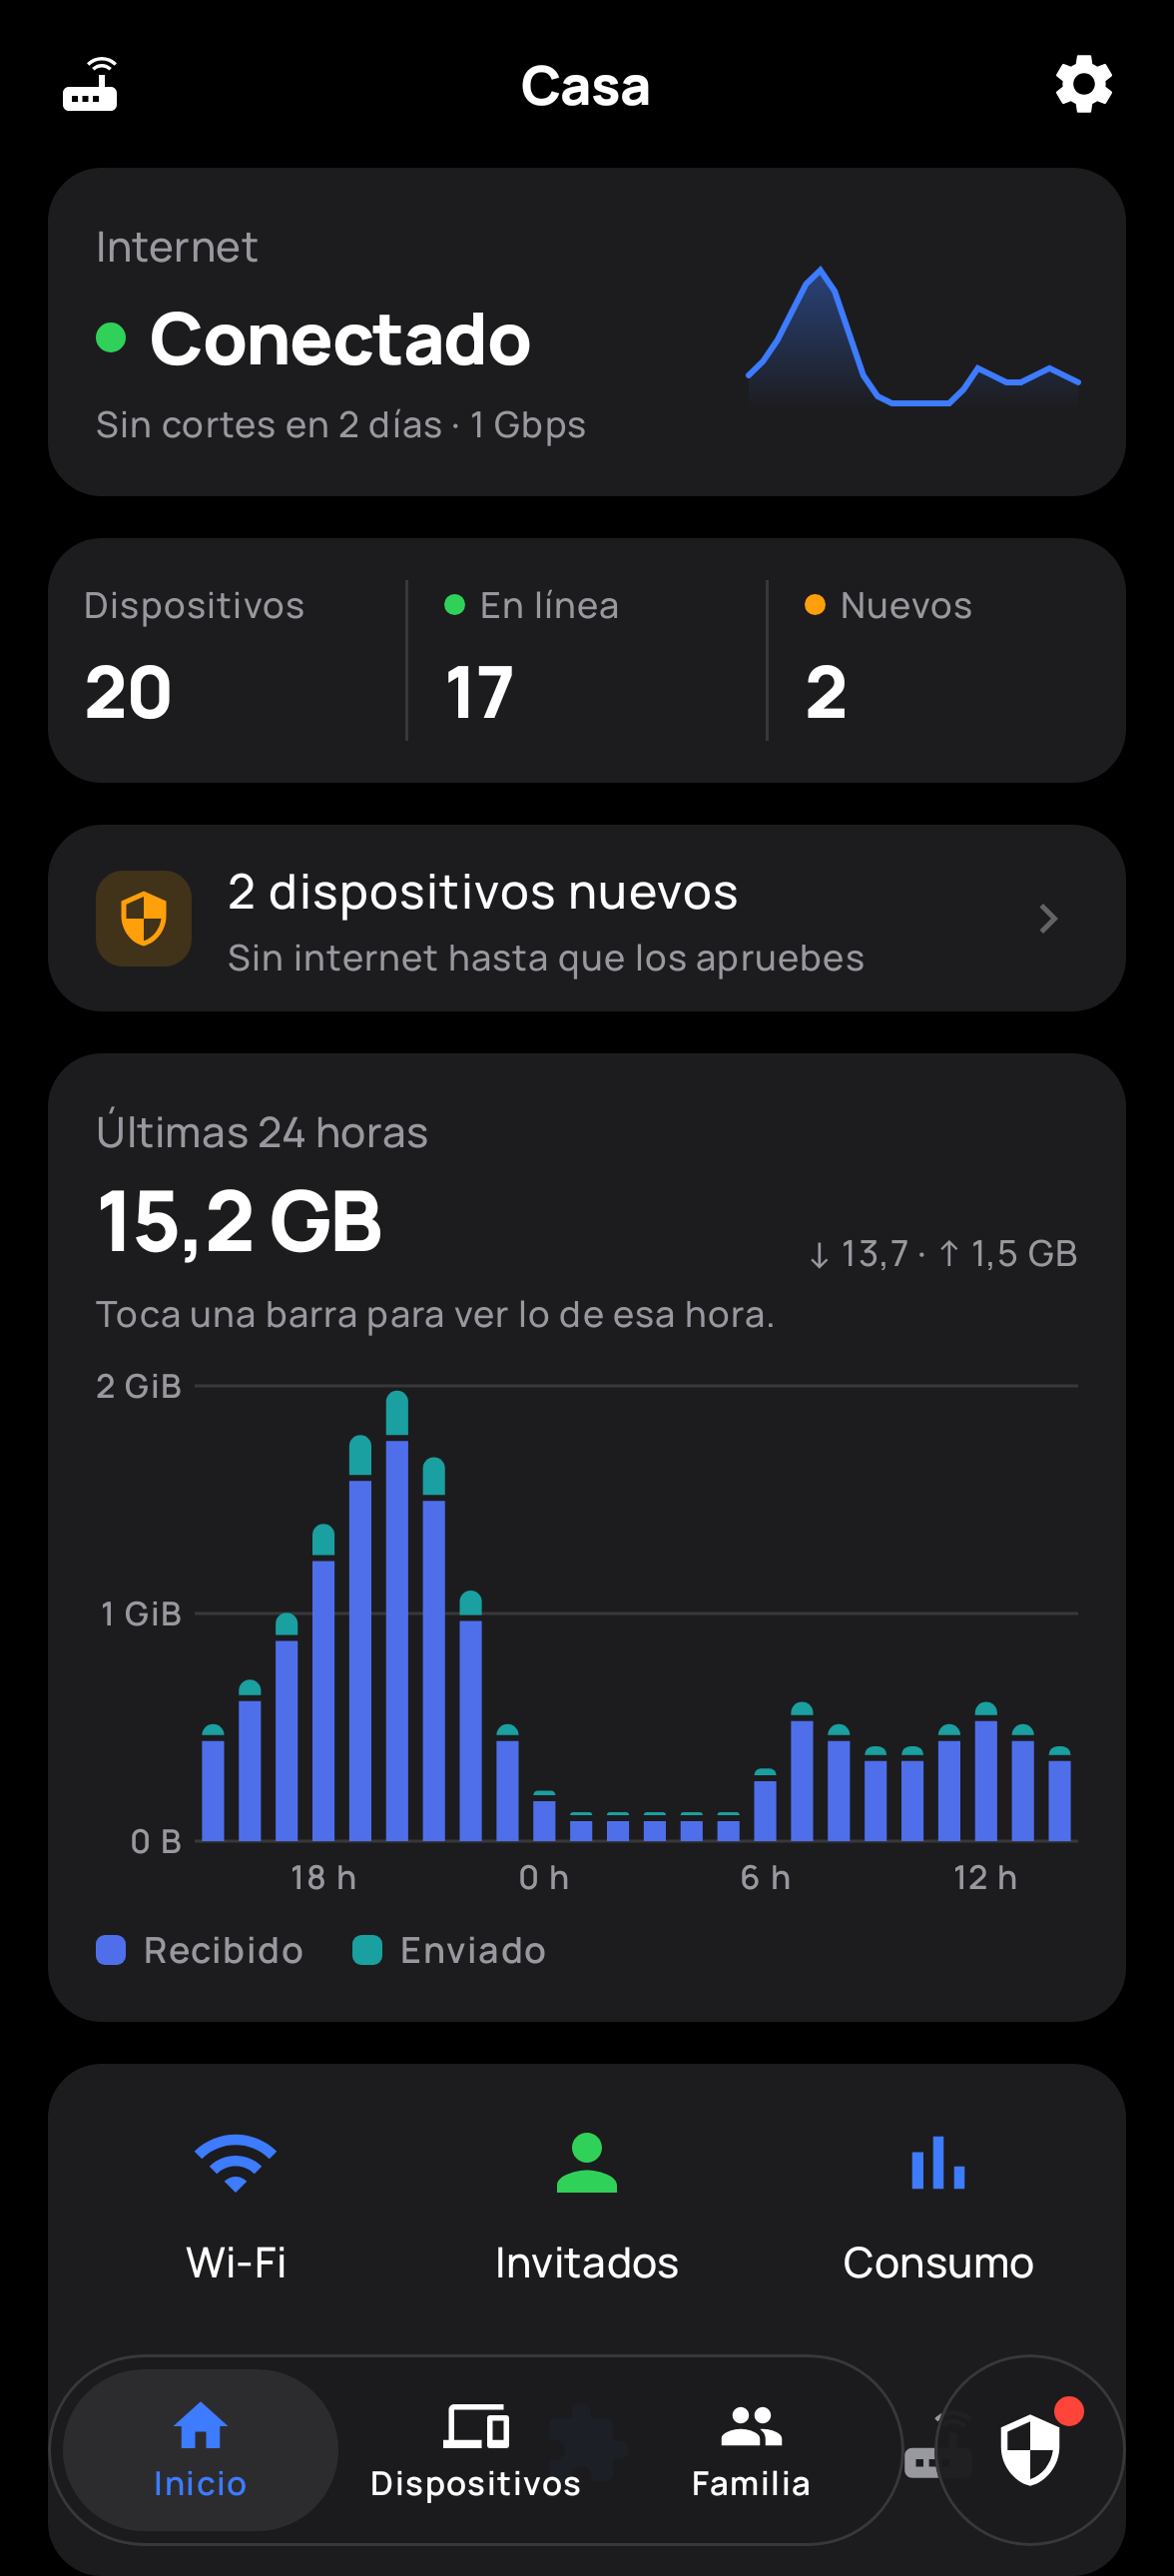 Casa
Internet
Conectado
Sin cortes en 2 días · 1 Gbps
Dispositivos
20
En línea
17
Nuevos
2
2 dispositivos nuevos
Sin internet hasta que los apruebes
Últimas 24 horas
15,2 GB
↓ 13,7 · ↑ 1,5 GB
Toca una barra para ver lo de esa hora.
2 GiB
1 GiB
0 B
18 h 0 h 6 h 12 h
Recibido Enviado
Wi-Fi Invitados Consumo
Inicio Dispositivos Familia